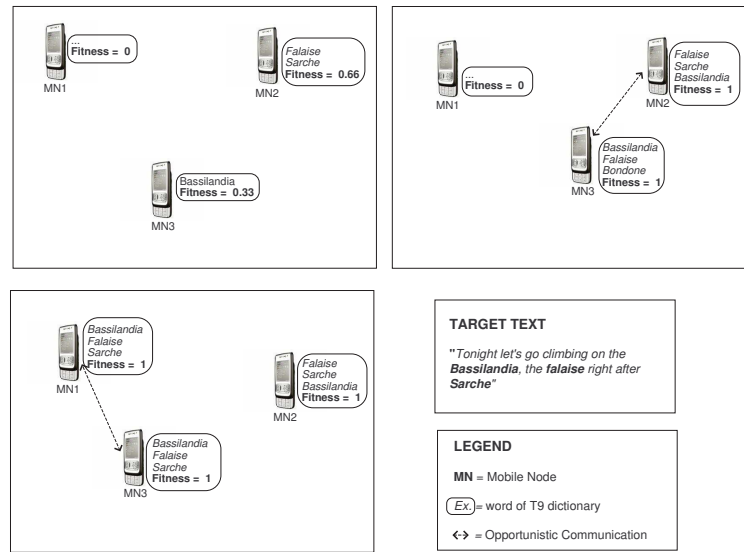 ...
Fitness = 0
MN1
Falaise
Sarche
Fitness = 0.66
MN2
Bassilandia
Fitness = 0.33
MN3
...
Fitness = 0
MN1
Falaise
Sarche
Bassilandia
Fitness = 1
MN2
Bassilandia
Falaise
Bondone
Fitness = 1
MN3
Bassilandia
Falaise
Sarche
Fitness = 1
MN1
Falaise
Sarche
Bassilandia
Fitness = 1
MN2
Bassilandia
Falaise
Sarche
Fitness = 1
MN3
TARGET TEXT
"Tonight let's go climbing on the
Bassilandia, the falaise right after
Sarche"
LEGEND
MN = Mobile Node
Ex. = word of T9 dictionary
<-> = Opportunistic Communication